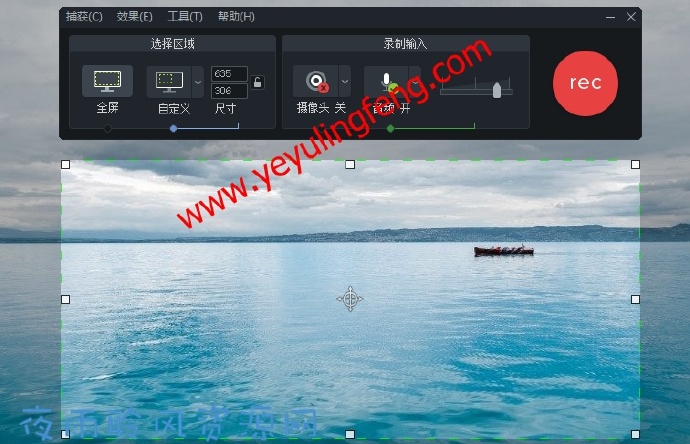 捕获(C) 效果(E) 工具(T) 帮助(H)
选择区域
录制输入
635
306
rec
全屏
自定义
尺寸
摄像头 关
音频 开
www.yeyulingfeng.com
夜雨聆风资源网